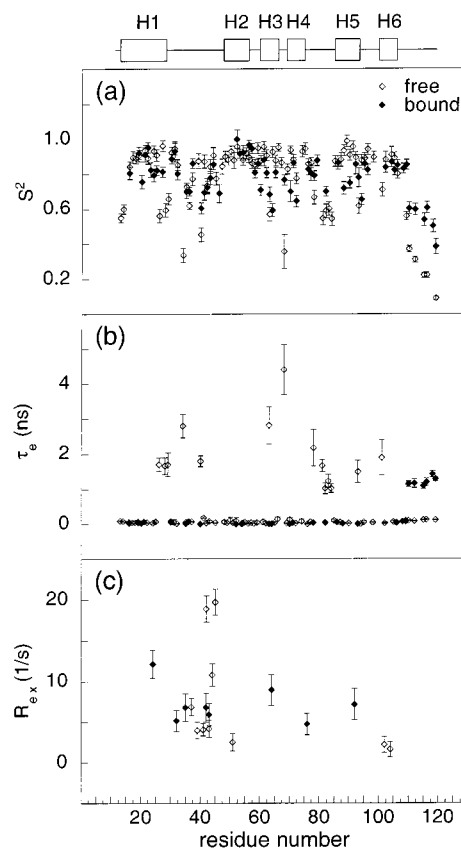 H1 H2 H3 H4 H5 H6
(a)
free
bound
S²
1.0
0.6
0.2
(b)
τₑ (ns)
4
2
0
(c)
R_ex (1/s)
20
10
0
20 40 60 80 100 120
residue number